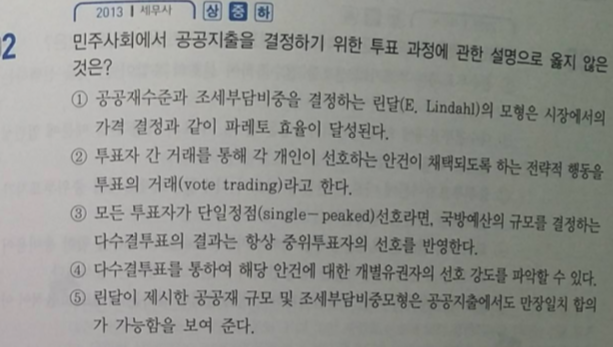 2013 | 세무사 상 중 하
2 민주사회에서 공공지출을 결정하기 위한 투표 과정에 관한 설명으로 옳지 않은
것은?
① 공공재수준과 조세부담비중을 결정하는 린달(E. Lindahl)의 모형은 시장에서의
가격 결정과 같이 파레토 효율이 달성된다.
② 투표자 간 거래를 통해 각 개인이 선호하는 안건이 채택되도록 하는 전략적 행동을
투표의 거래(vote trading)라고 한다.
③ 모든 투표자가 단일정점(single-peaked)선호라면, 국방예산의 규모를 결정하는
다수결투표의 결과는 항상 중위투표자의 선호를 반영한다.
④ 다수결투표를 통하여 해당 안건에 대한 개별유권자의 선호 강도를 파악할 수 있다.
⑤ 린달이 제시한 공공재 규모 및 조세부담비중모형은 공공지출에서도 만장일치 합의
가 가능함을 보여 준다.